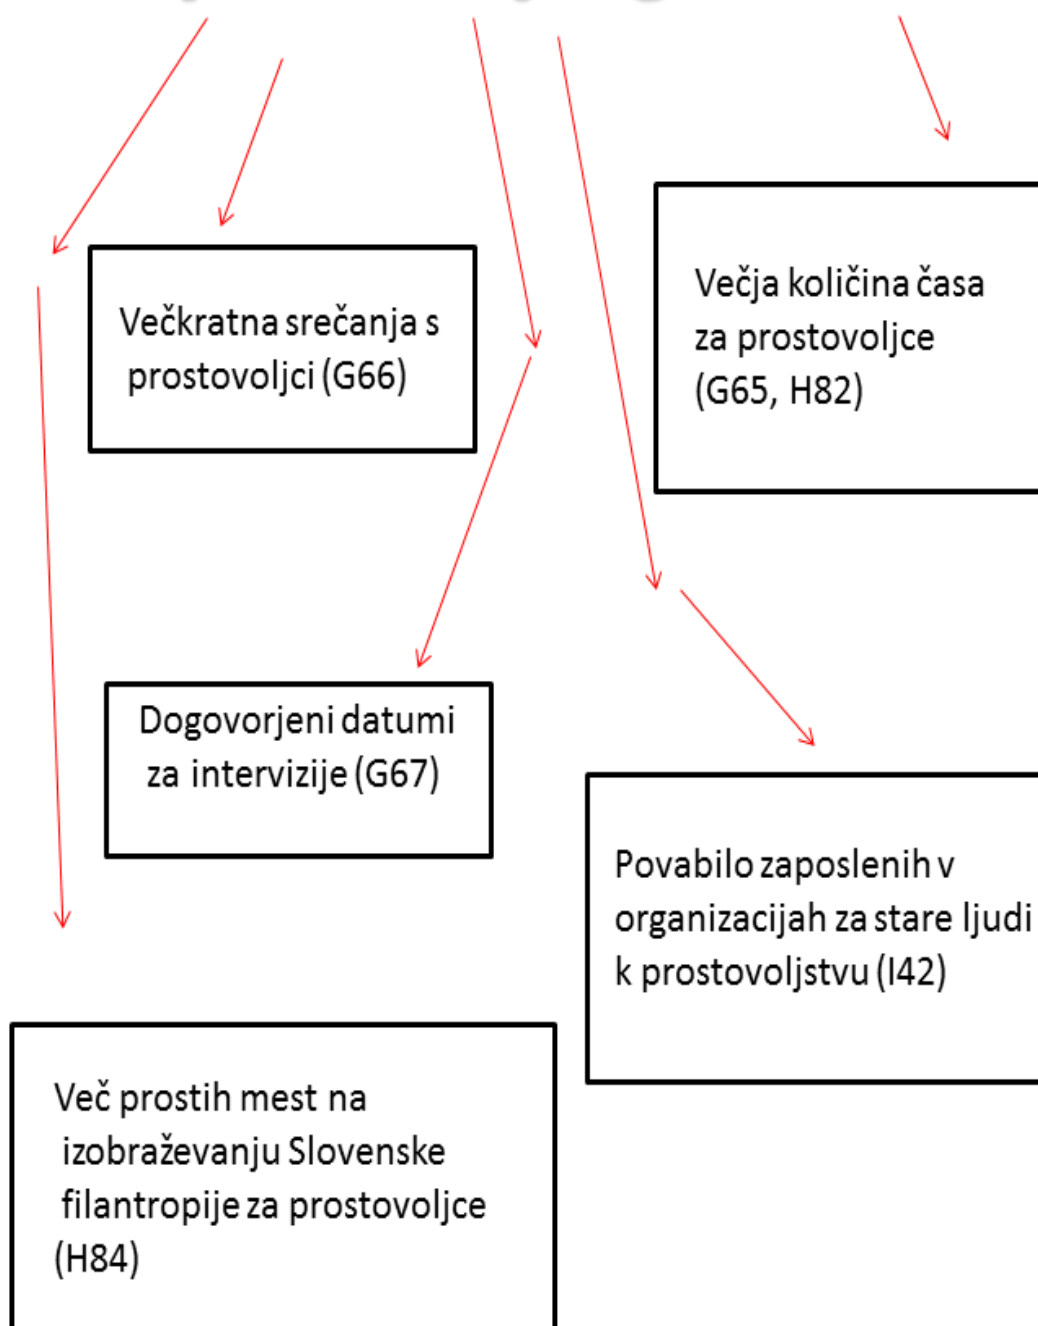 Večkratna srečanja s
prostovoljci (G66)
Večja količina časa
za prostovoljce
(G65, H82)
Dogovorjeni datumi
za intervizije (G67)
Povabilo zaposlenih v
organizacijah za stare ljudi
k prostovoljstvu (I42)
Več prostih mest na
izobraževanju Slovenske
filantropije za prostovoljce
(H84)